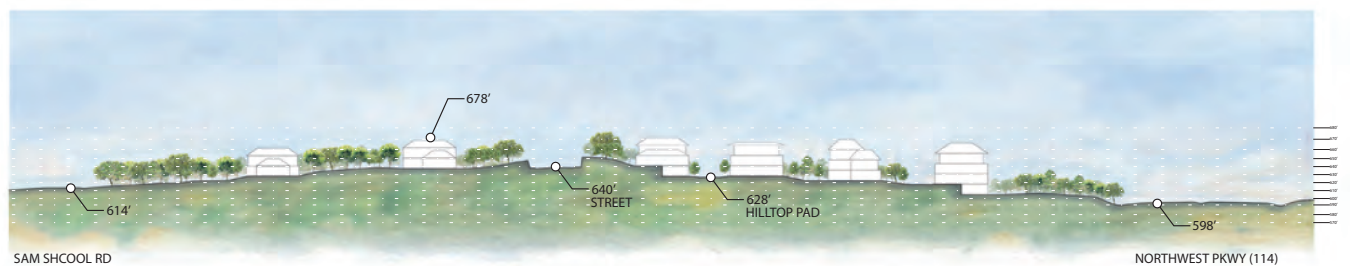 678'
614'
640'
STREET
628'
HILLTOP PAD
598'
SAM SHCOOL RD
NORTHWEST PKWY (114)